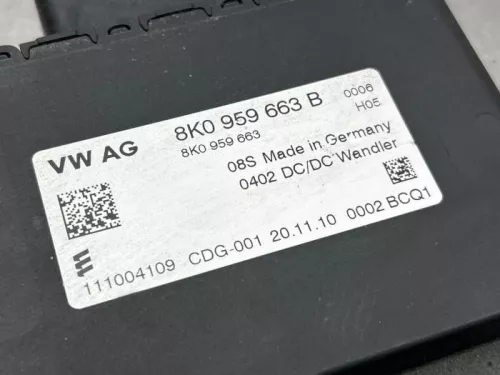 VW AG
8K0 959 663 B
8K0 959 663
0006
H05
08S Made in Germany
0402 DC/DC Wandler
111004109 CDG-001 20.11.10 0002 BCQ1